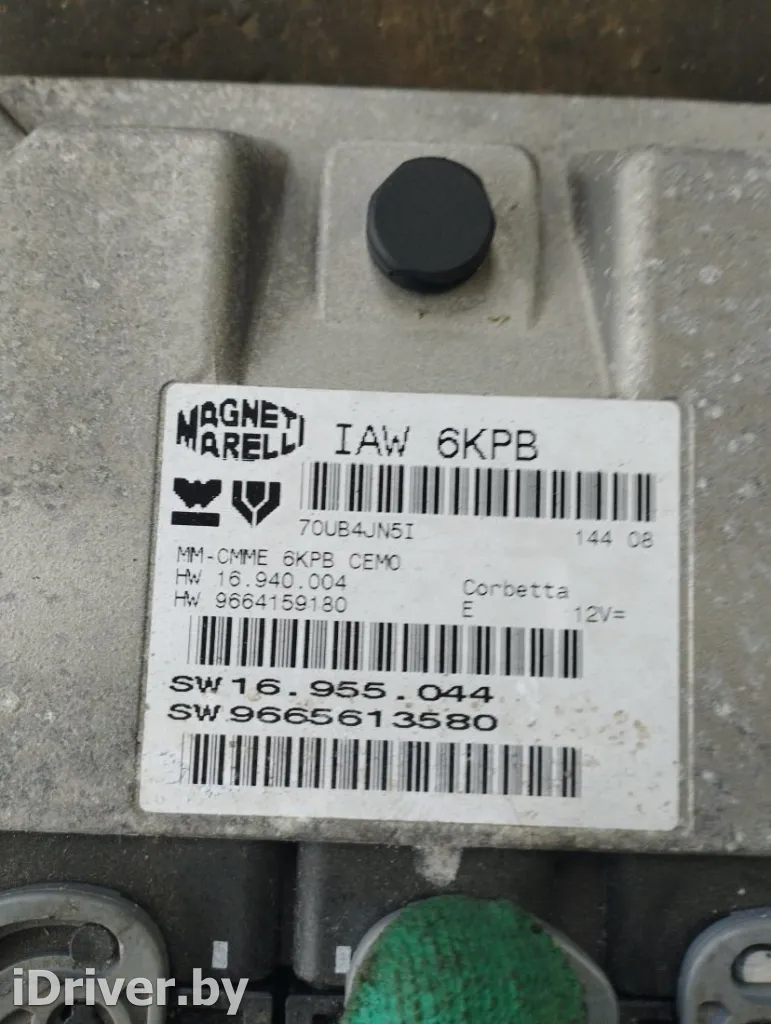 MAGNETI
MARELLI
IAW 6KPB
70UB4JN5I 144 08
MM-CMME 6KPB CEMO
HW 16.940.004 Corbetta
HW 9664159180 E 12V=
SW 16.955.044
SW 9665613580
iDriver.by